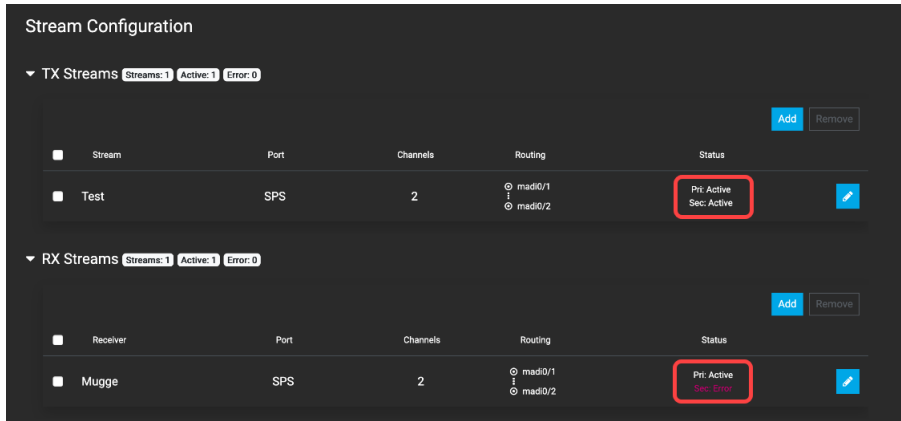 Stream Configuration
TX Streams Streams: 1 Active: 1 Error: 0
Add Remove
Stream Port Channels Routing Status
Test SPS 2 madi0/1 madi0/2 Pri: Active Sec: Active
RX Streams Streams: 1 Active: 1 Error: 0
Add Remove
Receiver Port Channels Routing Status
Mugge SPS 2 madi0/1 madi0/2 Pri: Active Sec: Error